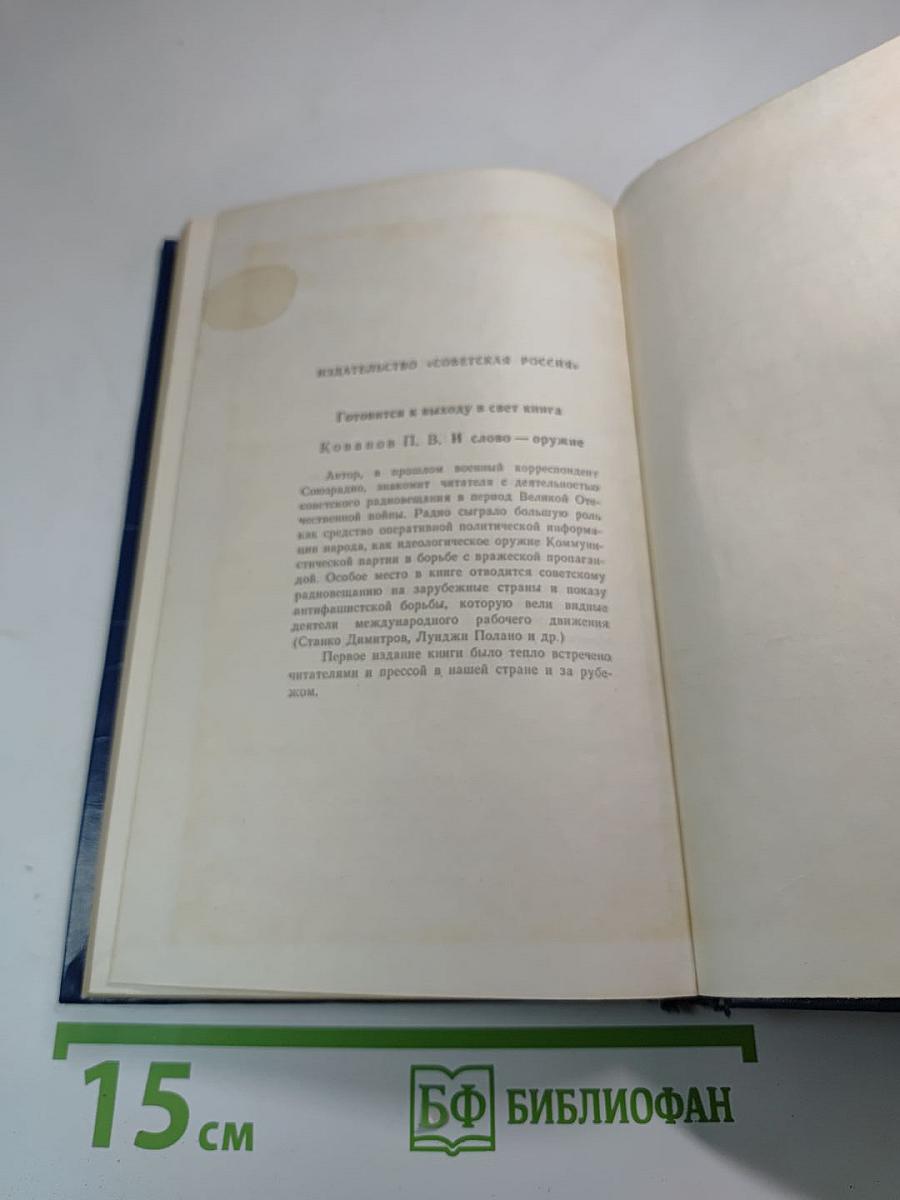 ИЗДАТЕЛЬСТВО «СОВЕТСКАЯ РОССИЯ»
Готовится к выходу в свет книга
Кованов П. В. И слово — оружие
Автор, в прошлом военный корреспондент
Союзрадио, знакомит читателя с деятельностью
советского радиовещания в период Великой Оте-
чественной войны. Радио сыграло большую роль
как средство оперативной политической информа-
ции народа, как идеологическое оружие Коммуни-
стической партии в борьбе с вражеской пропаган-
дой. Особое место в книге отводится советскому
радиовещанию на зарубежные страны и показу
антифашистской борьбы, которую вели видные
деятели международного рабочего движения
(Станко Димитров, Луиджи Полано и др.)
Первое издание книги было тепло встречено
читателями и прессой в нашей стране и за рубе-
жом.
15 см
БФ БИБЛИОФАН